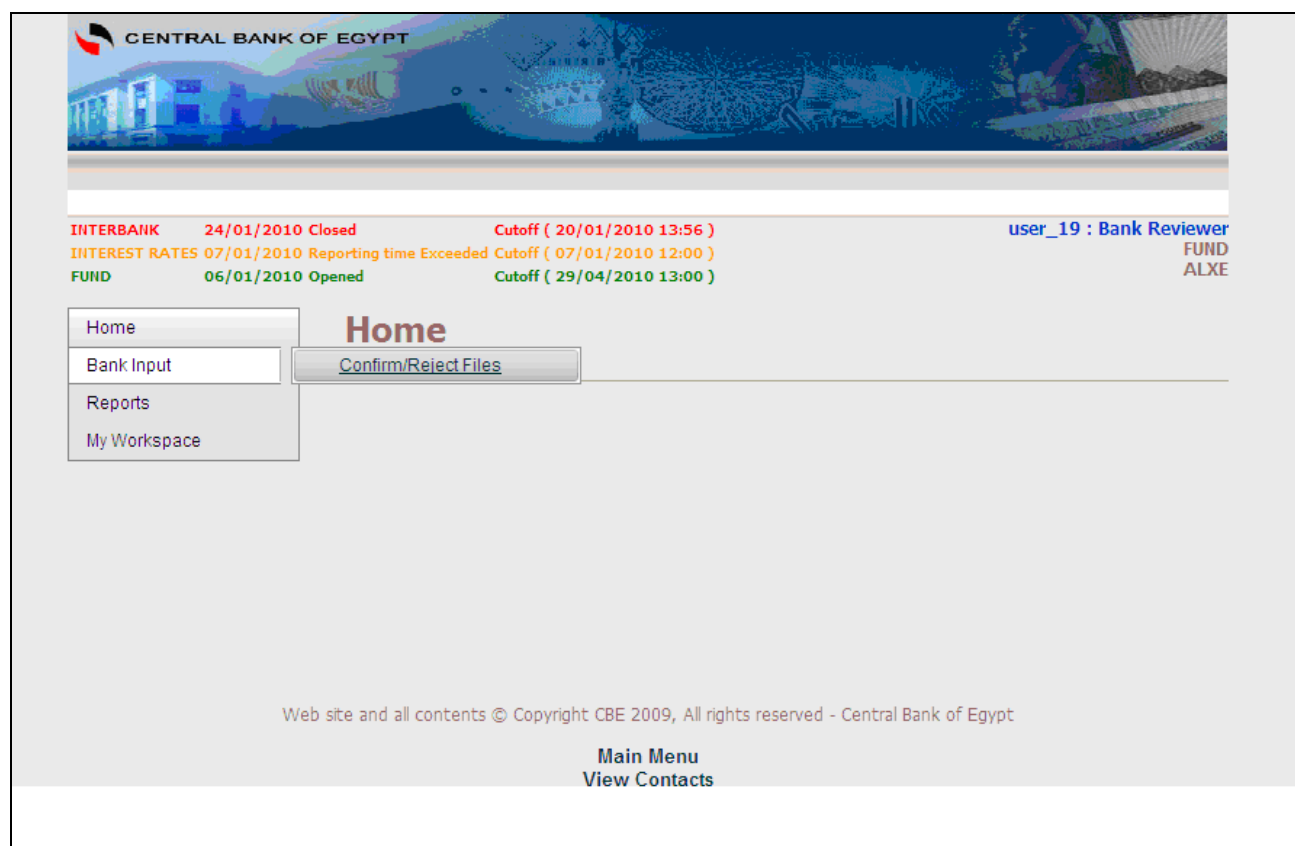 CENTRAL BANK OF EGYPT
INTERBANK 24/01/2010 Closed Cutoff ( 20/01/2010 13:56 )
INTEREST RATES 07/01/2010 Reporting time Exceeded Cutoff ( 07/01/2010 12:00 )
FUND 06/01/2010 Opened Cutoff ( 29/04/2010 13:00 )
user_19 : Bank Reviewer
FUND
ALXE
Home
Home
Bank Input
Confirm/Reject Files
Reports
My Workspace
Web site and all contents © Copyright CBE 2009, All rights reserved - Central Bank of Egypt
Main Menu
View Contacts